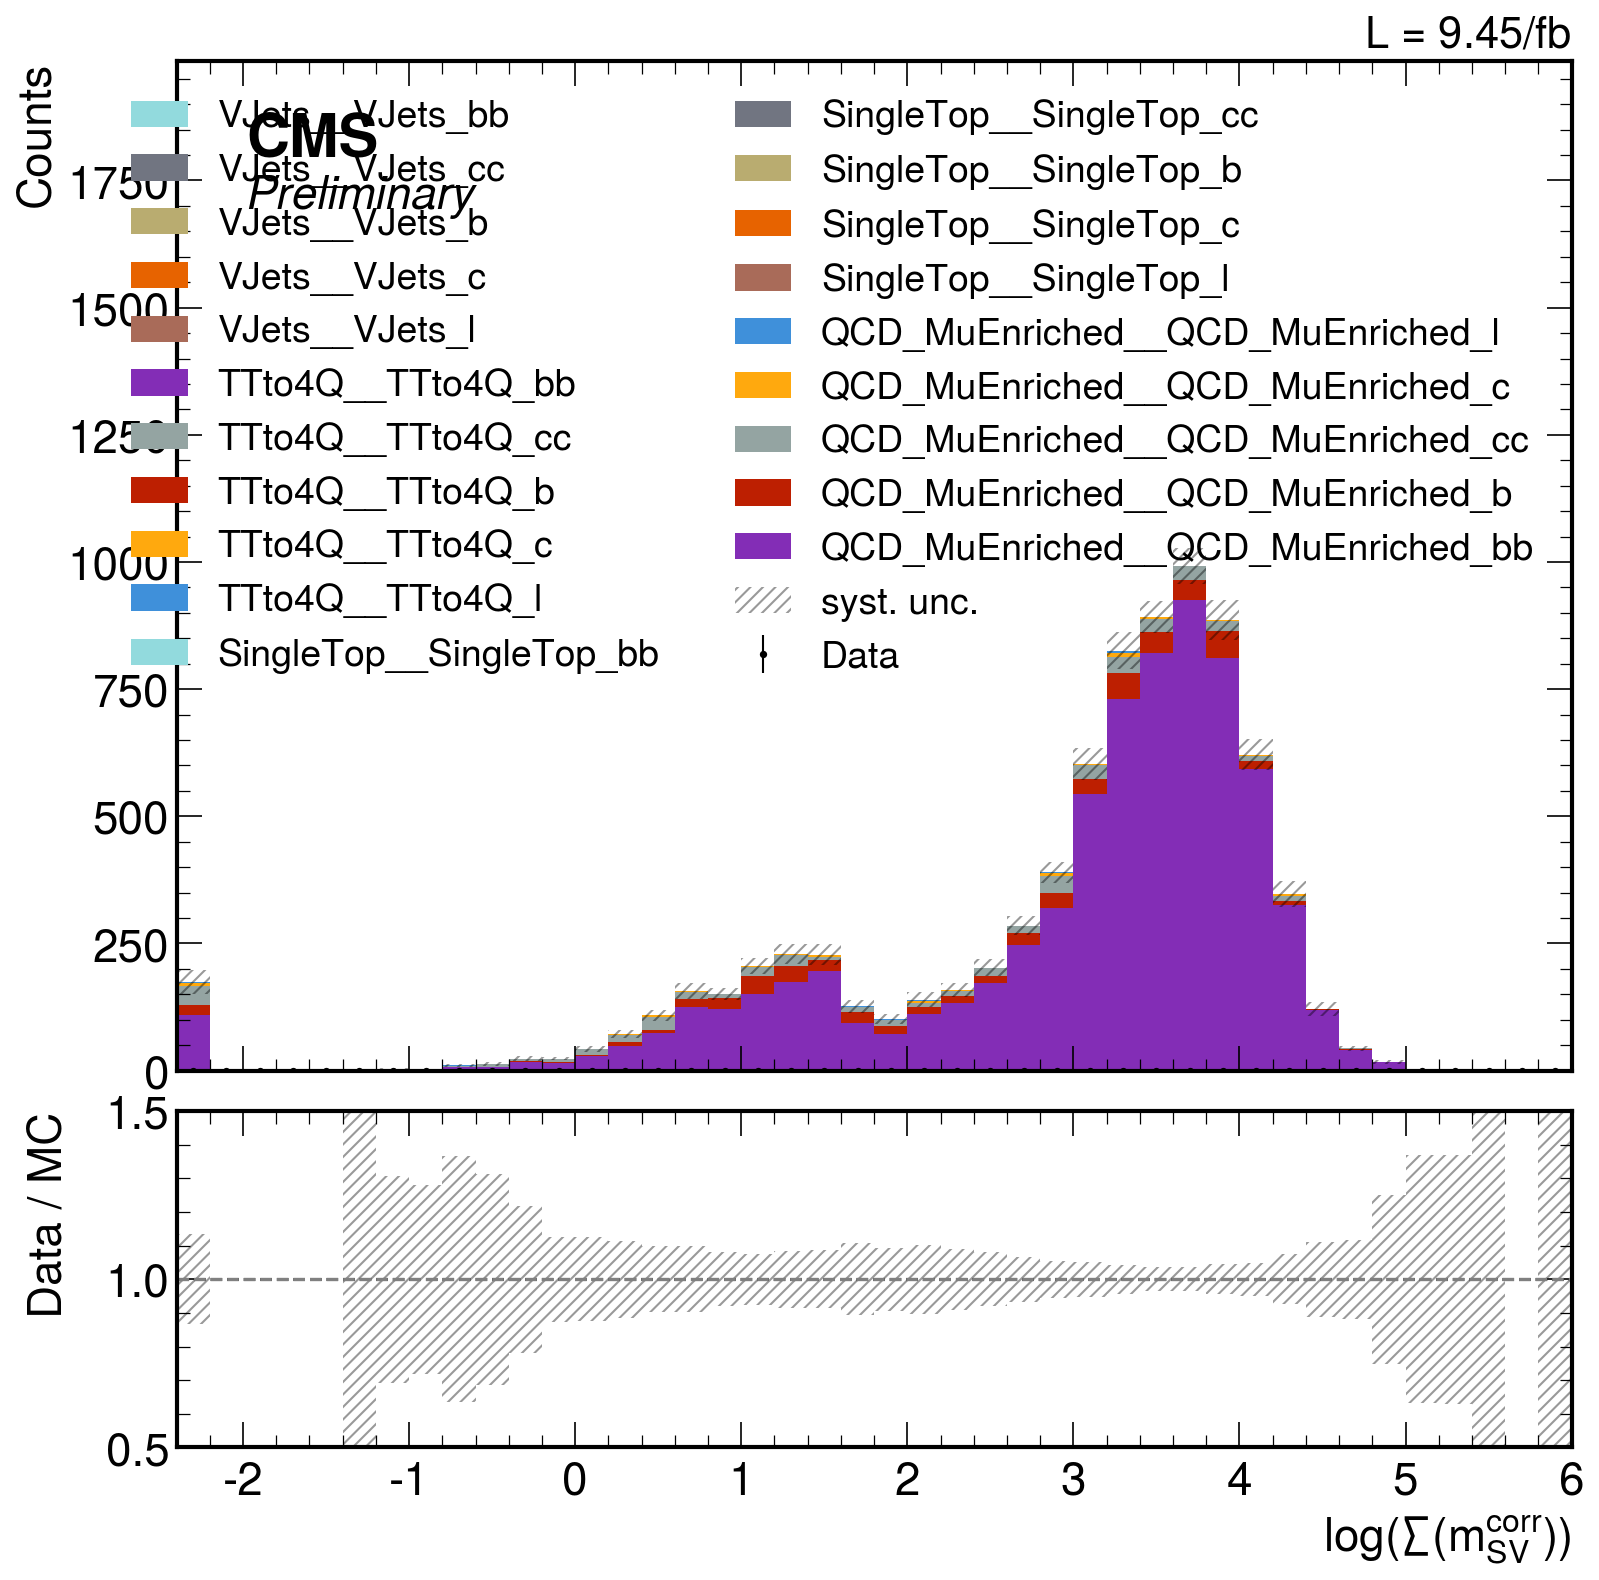 L = 9.45/fb
Counts
CMS
Preliminary
VJets__VJets_bb
VJets__VJets_cc
VJets__VJets_b
VJets__VJets_c
VJets__VJets_l
TTto4Q__TTto4Q_bb
TTto4Q__TTto4Q_cc
TTto4Q__TTto4Q_b
TTto4Q__TTto4Q_c
TTto4Q__TTto4Q_l
SingleTop__SingleTop_bb
SingleTop__SingleTop_cc
SingleTop__SingleTop_b
SingleTop__SingleTop_c
SingleTop__SingleTop_l
QCD_MuEnriched__QCD_MuEnriched_l
QCD_MuEnriched__QCD_MuEnriched_c
QCD_MuEnriched__QCD_MuEnriched_cc
QCD_MuEnriched__QCD_MuEnriched_b
QCD_MuEnriched__QCD_MuEnriched_bb
syst. unc.
Data
1750
1500
1250
1000
750
500
250
0
Data / MC
1.5
1.0
0.5
-2 -1 0 1 2 3 4 5 6
log(∑(m_SV^corr))